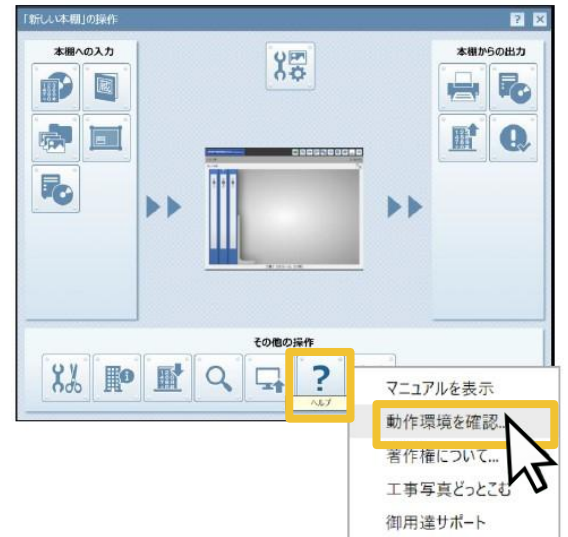 「新しい本棚」の操作
本棚への入力
本棚からの出力
その他の操作
ヘルプ
マニュアルを表示
動作環境を確認...
著作権について...
工事写真どっとこむ
御用達サポート